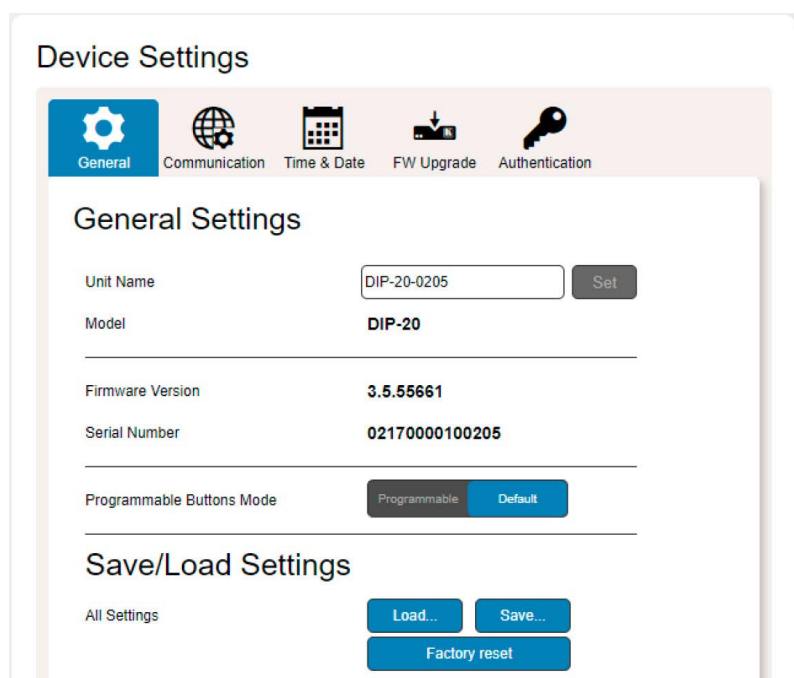 Device Settings
General Communication Time & Date FW Upgrade Authentication
General Settings
Unit Name DIP-20-0205 Set
Model DIP-20
Firmware Version 3.5.55661
Serial Number 02170000100205
Programmable Buttons Mode Programmable Default
Save/Load Settings
All Settings Load... Save...
Factory reset